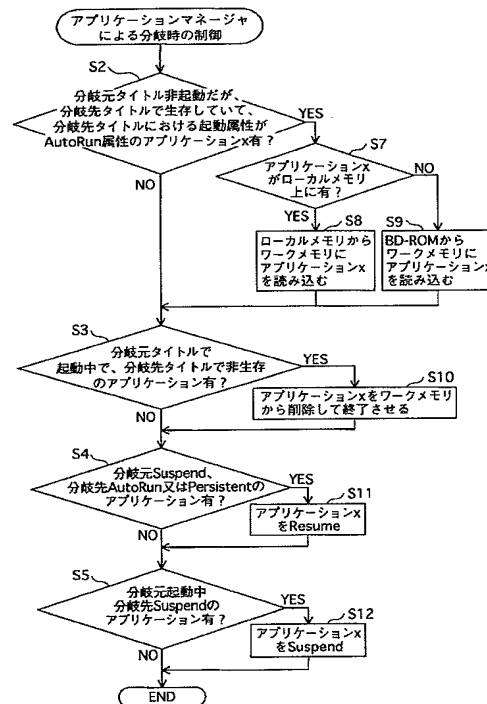 アプリケーションマネージャ
による分岐時の制御
S2
分岐元タイトル非起動だが、
分岐先タイトルで生存していて、
分岐先タイトルにおける起動属性が
AutoRun属性のアプリケーションx有？
YES
NO
S7
アプリケーションx
がローカルメモリ
上に有？
NO
YES
S8
ローカルメモリから
ワークメモリに
アプリケーションx
を読み込む
S9
BD-ROMから
ワークメモリに
アプリケーションx
を読み込む
S3
分岐元タイトルで
起動中で、分岐先タイトルで非生存
のアプリケーション有？
YES
NO
S10
アプリケーションxをワークメモリ
から削除して終了させる
S4
分岐元Suspend、
分岐先AutoRun又はPersistentの
アプリケーション有？
YES
NO
S11
アプリケーションx
をResume
S5
分岐元起動中
分岐先Suspendの
アプリケーション有？
YES
NO
S12
アプリケーションx
をSuspend
END